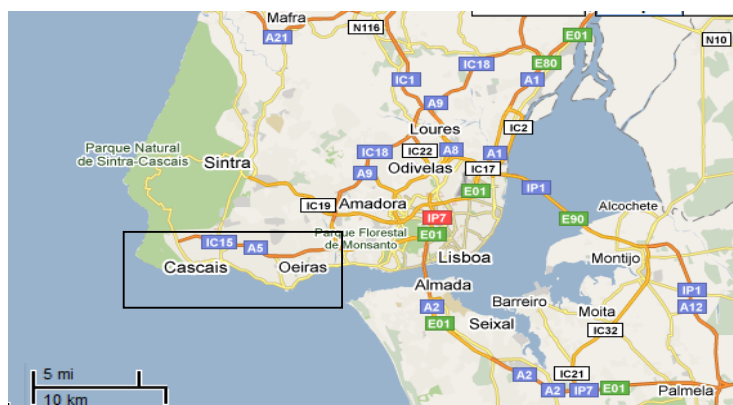 Mafra
E01
A21
N116
N10
IC18
E80
IC1
A1
A9
Loures
IC2
Parque Natural
de Sintra-Cascais
Sintra
IC18
IC22
A8
A1
A9
Odivelas
IC17
E01
IP1
IC19
Amadora
IP7
E90
Alcochete
Parque Florestal
de Monsanto
E01
IC15
A5
Cascais
Oeiras
Lisboa
Montijo
Almada
IP1
A2
Barreiro
A12
Moita
E01
Seixal
IC32
5 mi
10 km
A2
IC21
A2
IP7
E01
Palmela